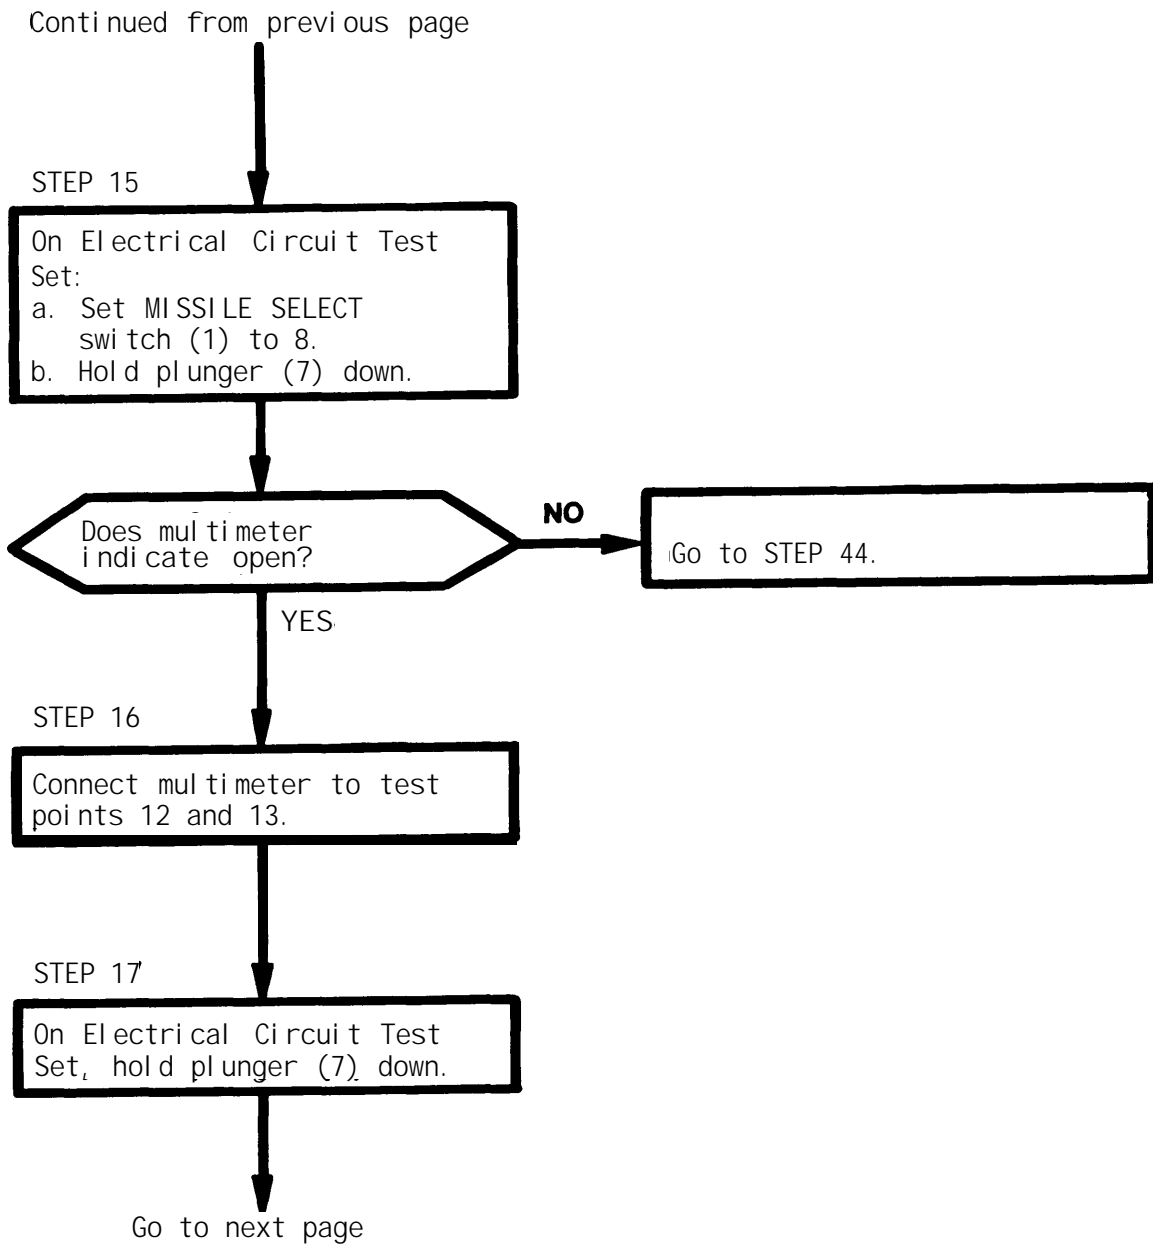 Continued from previous page
STEP 15
On Electrical Circuit Test
Set:
a. Set MISSILE SELECT
switch (1) to 8.
b. Hold plunger (7) down.
Does multimeter
indicate open?
NO
Go to STEP 44.
YES
STEP 16
Connect multimeter to test
points 12 and 13.
STEP 17
On Electrical Circuit Test
Set, hold plunger (7) down.
Go to next page